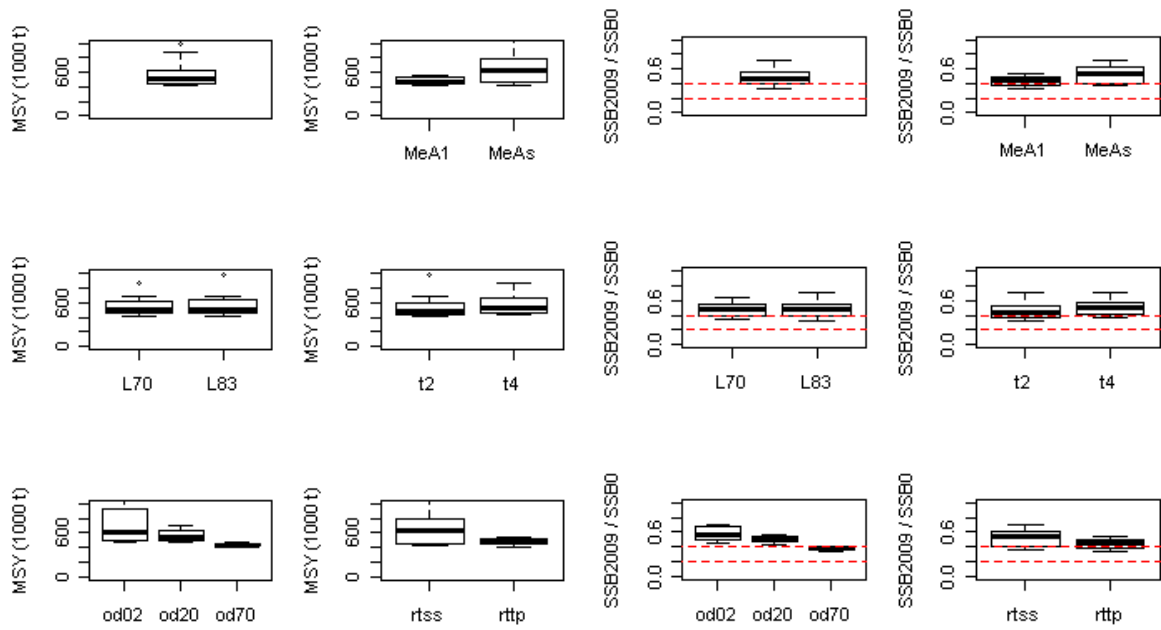 MSY (1000 t)
0
600
MSY (1000 t)
0
600
MeA1 MeAs
SSB2009 / SSB0
0.0
0.6
SSB2009 / SSB0
0.0
0.6
MeA1 MeAs
MSY (1000 t)
0
600
L70 L83
MSY (1000 t)
0
600
t2 t4
SSB2009 / SSB0
0.0
0.6
L70 L83
SSB2009 / SSB0
0.0
0.6
t2 t4
MSY (1000 t)
0
600
od02 od20 od70
MSY (1000 t)
0
600
rtss rttp
SSB2009 / SSB0
0.0
0.6
od02 od20 od70
SSB2009 / SSB0
0.0
0.6
rtss rttp